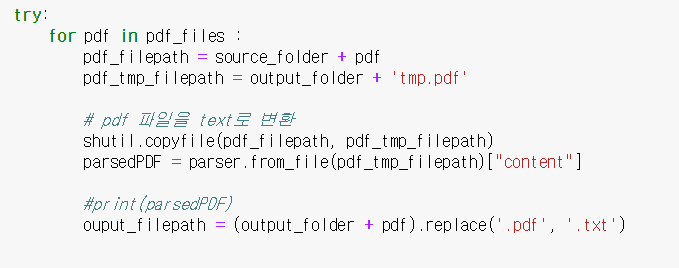 try:
    for pdf in pdf_files :
        pdf_filepath = source_folder + pdf
        pdf_tmp_filepath = output_folder + 'tmp.pdf'

        # pdf 파일을 text로 변환
        shutil.copyfile(pdf_filepath, pdf_tmp_filepath)
        parsedPDF = parser.from_file(pdf_tmp_filepath)["content"]

        #print(parsedPDF)
        ouput_filepath = (output_folder + pdf).replace('.pdf', '.txt')